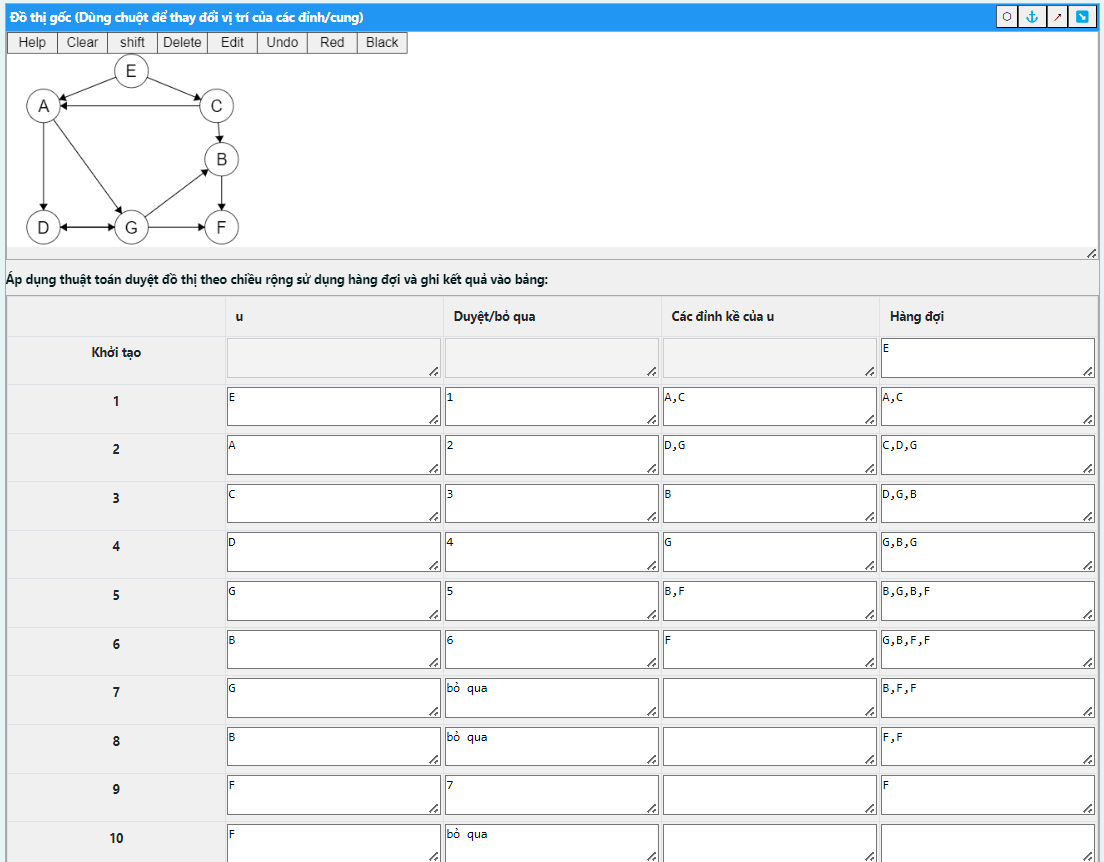 Đồ thị gốc (Dùng chuột để thay đổi vị trí của các đỉnh/cung)
Help Clear shift Delete Edit Undo Red Black
E
A C
B
D G F
Áp dụng thuật toán duyệt đồ thị theo chiều rộng sử dụng hàng đợi và ghi kết quả vào bảng:
u Duyệt/bỏ qua Các đỉnh kề của u Hàng đợi
Khởi tạo E
1 E 1 A,C A,C
2 A 2 D,G C,D,G
3 C 3 B D,G,B
4 D 4 G G,B,G
5 G 5 B,F B,G,B,F
6 B 6 F G,B,F,F
7 G bỏ qua B,F,F
8 B bỏ qua F,F
9 F 7 F
10 F bỏ qua